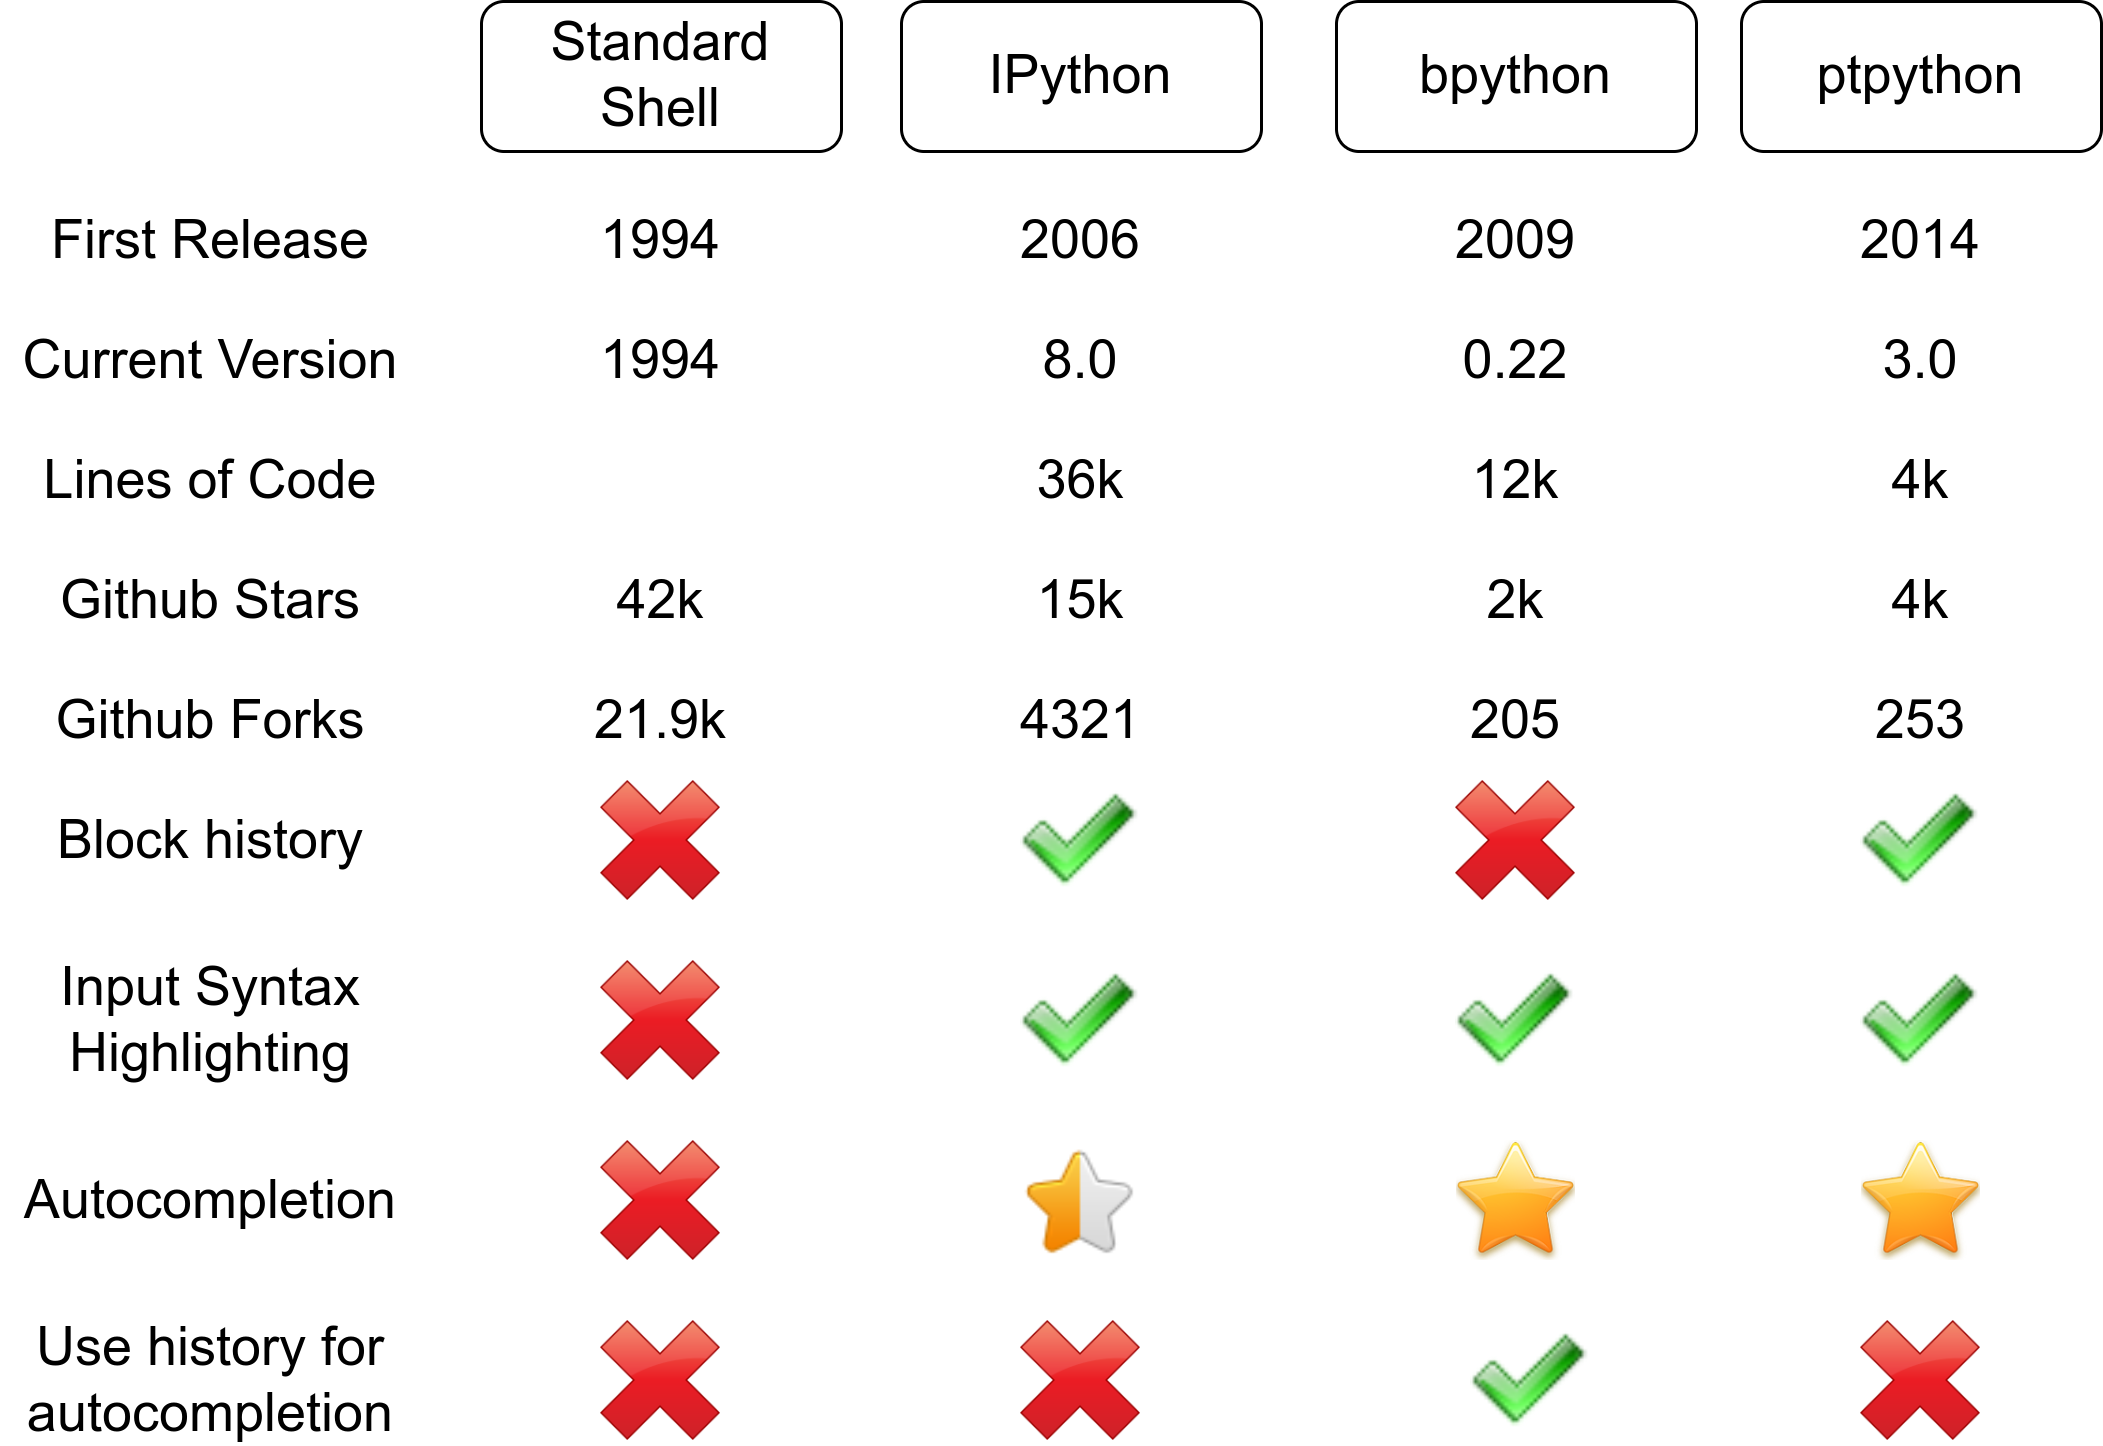 Standard
Shell
IPython
bpython
ptpython
First Release 1994 2006 2009 2014
Current Version 1994 8.0 0.22 3.0
Lines of Code 36k 12k 4k
Github Stars 42k 15k 2k 4k
Github Forks 21.9k 4321 205 253
Block history
Input Syntax
Highlighting
Autocompletion
Use history for
autocompletion